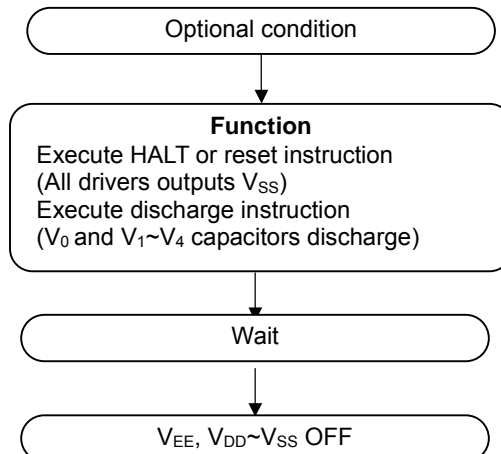 Optional condition
Function
Execute HALT or reset instruction
(All drivers outputs VSS)
Execute discharge instruction
(V0 and V1~V4 capacitors discharge)
Wait
VEE, VDD~VSS OFF